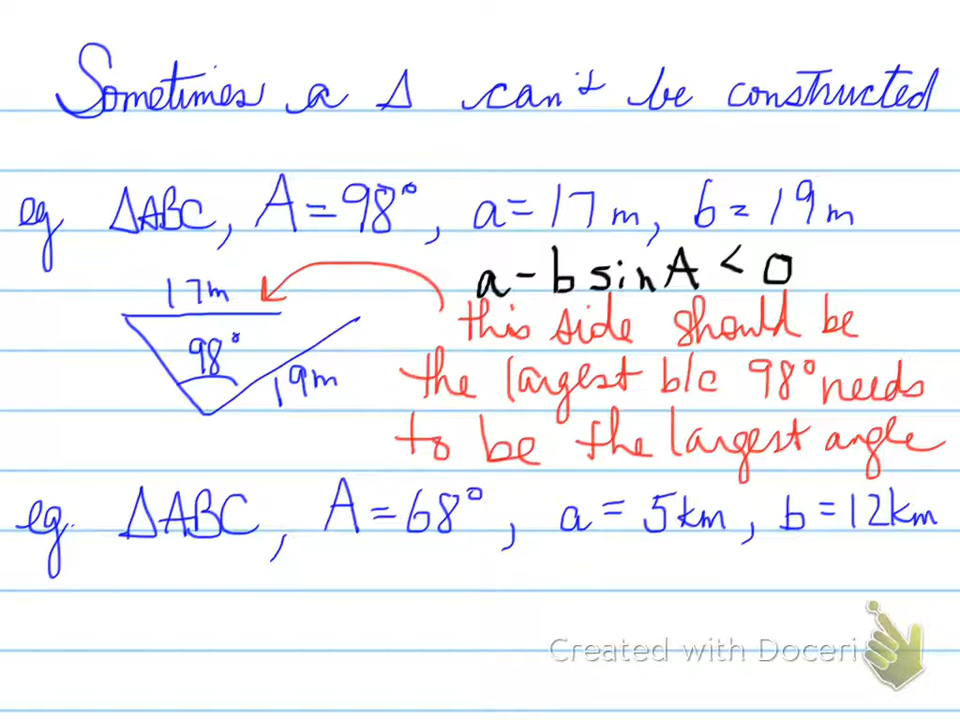 Sometimes a Δ can't be constructed
eg ΔABC, A = 98°, a = 17m, b = 19m
a - b sin A < 0
17m
this side should be
98°
the largest b/c 98° needs
19m
to be the largest angle
eg. ΔABC, A = 68°, a = 5km, b = 12km
Created with Doceri